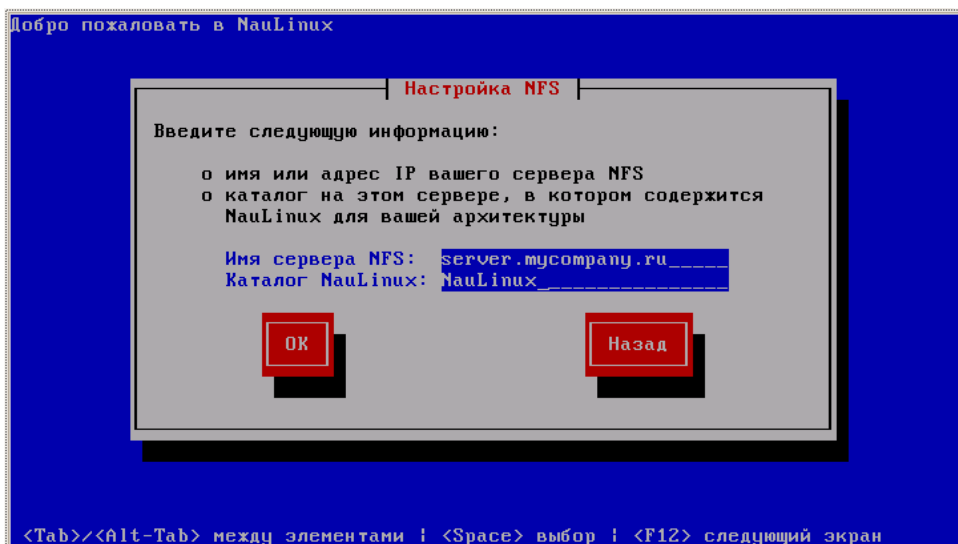 Добро пожаловать в NauLinux
Настройка NFS
Введите следующую информацию:
o имя или адрес IP вашего сервера NFS
o каталог на этом сервере, в котором содержится
NauLinux для вашей архитектуры
Имя сервера NFS: server.mycompany.ru_____
Каталог NauLinux: NauLinux________________
OK
Назад
<Tab>/<Alt-Tab> между элементами ¦ <Space> выбор ¦ <F12> следующий экран